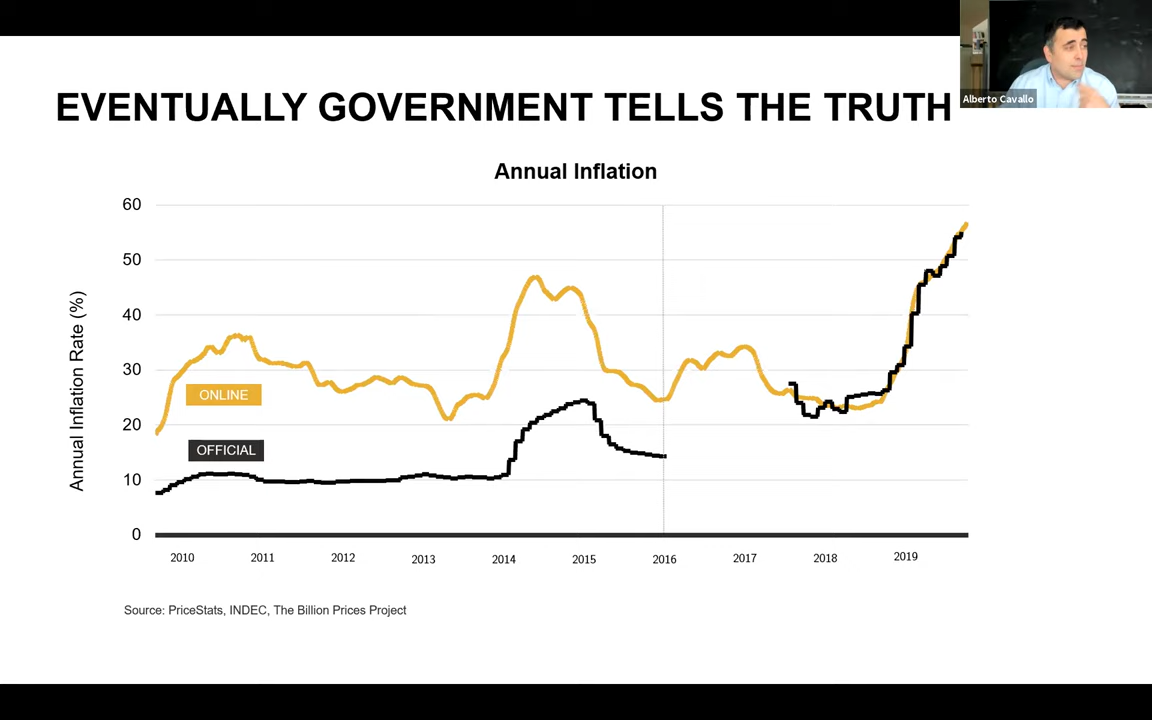 Alberto Cavallo
EVENTUALLY GOVERNMENT TELLS THE TRUTH
Annual Inflation
Annual Inflation Rate (%)
60
50
40
30
20
10
0
ONLINE
OFFICIAL
2010 2011 2012 2013 2014 2015 2016 2017 2018 2019
Source: PriceStats, INDEC, The Billion Prices Project